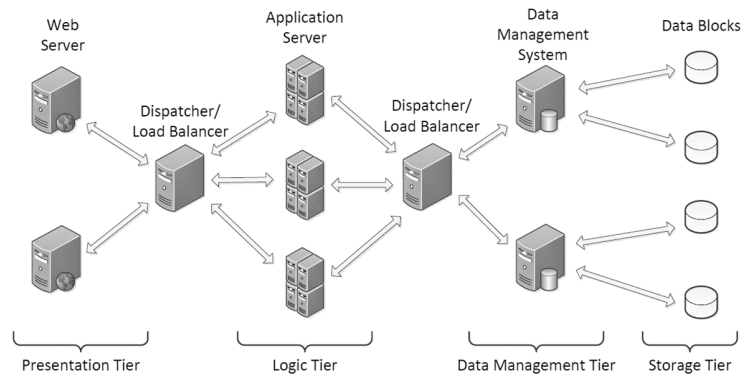 Web
Server
Dispatcher/
Load Balancer
Application
Server
Dispatcher/
Load Balancer
Data
Management
System
Data Blocks
Presentation Tier
Logic Tier
Data Management Tier
Storage Tier